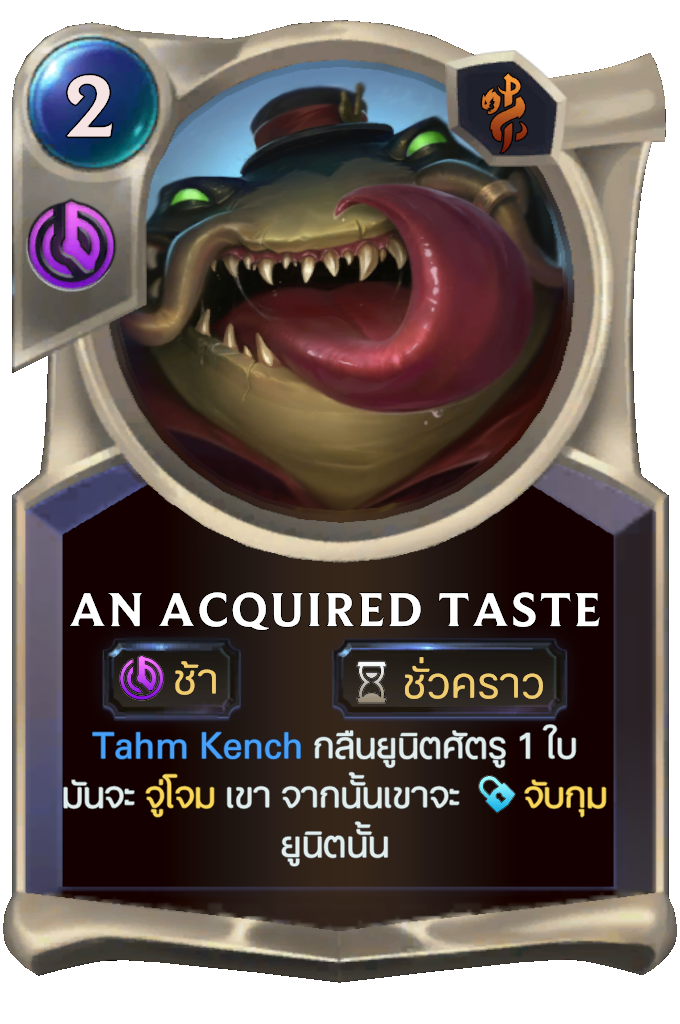 2
AN ACQUIRED TASTE
ช้า
ชั่วคราว
Tahm Kench กลืนยูนิตศัตรู 1 ใบ
มันจะ จู่โจม เขา จากนั้นเขาจะ จับกุม
ยูนิตนั้น